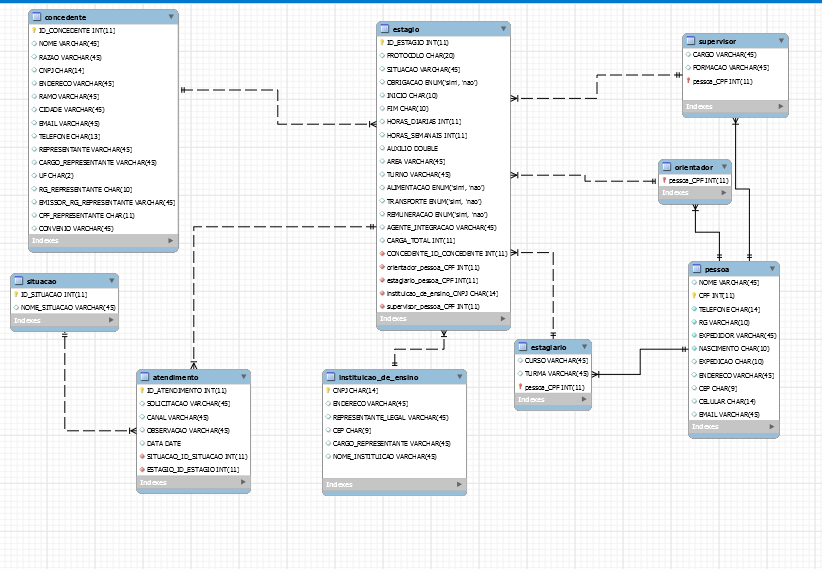 concedente
ID_CONCEDENTE INT(11)
NOME VARCHAR(45)
RAZAO VARCHAR(45)
CNPJ CHAR(14)
ENDERECO VARCHAR(45)
RAMO VARCHAR(45)
CIDADE VARCHAR(45)
EMAIL VARCHAR(45)
TELEFONE CHAR(13)
REPRESENTANTE VARCHAR(45)
CARGO_REPRESENTANTE VARCHAR(45)
UF CHAR(2)
RG_REPRESENTANTE CHAR(10)
EMISSOR_RG_REPRESENTANTE VARCHAR(45)
CPF_REPRESENTANTE CHAR(11)
CONVENIO VARCHAR(45)
Indexes
estagio
ID_ESTAGIO INT(11)
PROTOCOLO CHAR(20)
SITUACAO VARCHAR(45)
OBRIGACAO ENUM('sim', 'nao')
INICIO CHAR(10)
FIM CHAR(10)
HORAS_DIARIAS INT(11)
HORAS_SEMANAIS INT(11)
AUXILIO DOUBLE
AREA VARCHAR(45)
TURNO VARCHAR(45)
ALIMENTACAO ENUM('sim', 'nao')
TRANSPORTE ENUM('sim', 'nao')
REMUNERACAO ENUM('sim', 'nao')
AGENTE_INTEGRACAO VARCHAR(45)
CARGA_TOTAL INT(11)
CONCEDENTE_ID_CONCEDENTE INT(11)
orientador_pessoa_CPF INT(11)
estagiario_pessoa_CPF INT(11)
instituicao_de_ensino_CNPJ CHAR(14)
supervisor_pessoa_CPF INT(11)
Indexes
supervisor
CARGO VARCHAR(45)
FORMACAO VARCHAR(45)
pessoa_CPF INT(11)
Indexes
orientador
pessoa_CPF INT(11)
Indexes
situacao
ID_SITUACAO INT(11)
NOME_SITUACAO VARCHAR(45)
Indexes
pessoa
NOME VARCHAR(45)
CPF INT(11)
TELEFONE CHAR(14)
RG VARCHAR(10)
EXPEDIDOR VARCHAR(45)
NASCIMENTO CHAR(10)
EXPEDICAO CHAR(10)
ENDERECO VARCHAR(45)
CEP CHAR(9)
CELULAR CHAR(14)
EMAIL VARCHAR(45)
Indexes
estagiario
CURSO VARCHAR(45)
TURMA VARCHAR(45)
pessoa_CPF INT(11)
Indexes
atendimento
ID_ATENDIMENTO INT(11)
SOLICITACAO VARCHAR(45)
CANAL VARCHAR(45)
OBSERVACAO VARCHAR(45)
DATA DATE
SITUACAO_ID_SITUACAO INT(11)
ESTAGIO_ID_ESTAGIO INT(11)
Indexes
instituicao_de_ensino
CNPJ CHAR(14)
ENDERECO VARCHAR(45)
REPRESENTANTE_LEGAL VARCHAR(45)
CEP CHAR(9)
CARGO_REPRESENTANTE VARCHAR(45)
NOME_INSTITUICAO VARCHAR(45)
Indexes